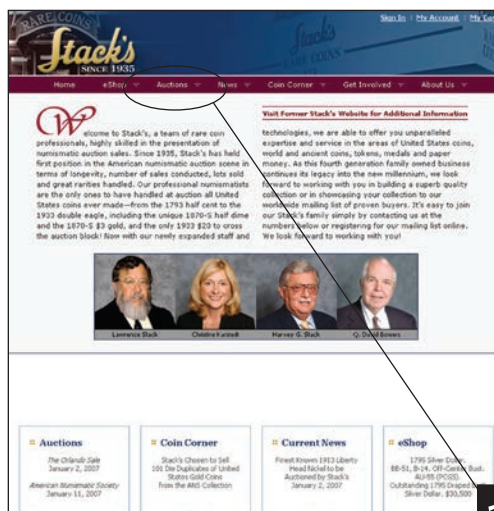 RARE COINS
Sign In | My Account |
Stack's
SINCE 1935
Home eShop Auctions News Coin Corner Get Involved About Us
Visit Former Stack's Website for Additional Information
Welcome to Stack's, a team of rare coin
professionals, highly skilled in the presentation of
numismatic auction sales. Since 1935, Stack's has held
first position in the American numismatic auction scene in
terms of longevity, number of sales conducted, lots sold
and great rarities handled. Our professional numismatists
are the only ones to have handled at auction all United
States coins ever made—from the 1793 half cent to the
1933 double eagle, including the unique 1870-S half dime
and the 1870-S $3 gold, and the only 1933 $20 to cross
the auction block! Now with our newly expanded staff and
technologies, we are able to offer you unparalleled
expertise and service in the areas of United States coins,
world and ancient coins, tokens, medals and paper
money. As this fourth generation family owned business
continues its legacy into the new millennium, we look
forward to working with you in building a superb quality
collection or in showcasing your collection to our
worldwide mailing list of proven buyers. It's easy to join
our Stack's family simply by contacting us at the
numbers below or registering for our mailing list online.
We look forward to working with you!
Lawrence Stack Christine Karstedt Harvey G. Stack Q. David Bowers
Auctions
The Orlando Sale
January 2, 2007
American Numismatic Society
January 11, 2007
Coin Corner
Stack's Chosen to Sell
101 Die Duplicates of United
States Gold Coins
from the ANS Collection
Current News
Finest Known 1913 Liberty
Head Nickel to be
Auctioned by Stack's
January 2, 2007
eShop
1795 Silver Dollar.
BB-51, B-14. Off-Center Bust.
AU-55 (PCGS).
Outstanding 1795 Draped Bust
Silver Dollar. $30,500